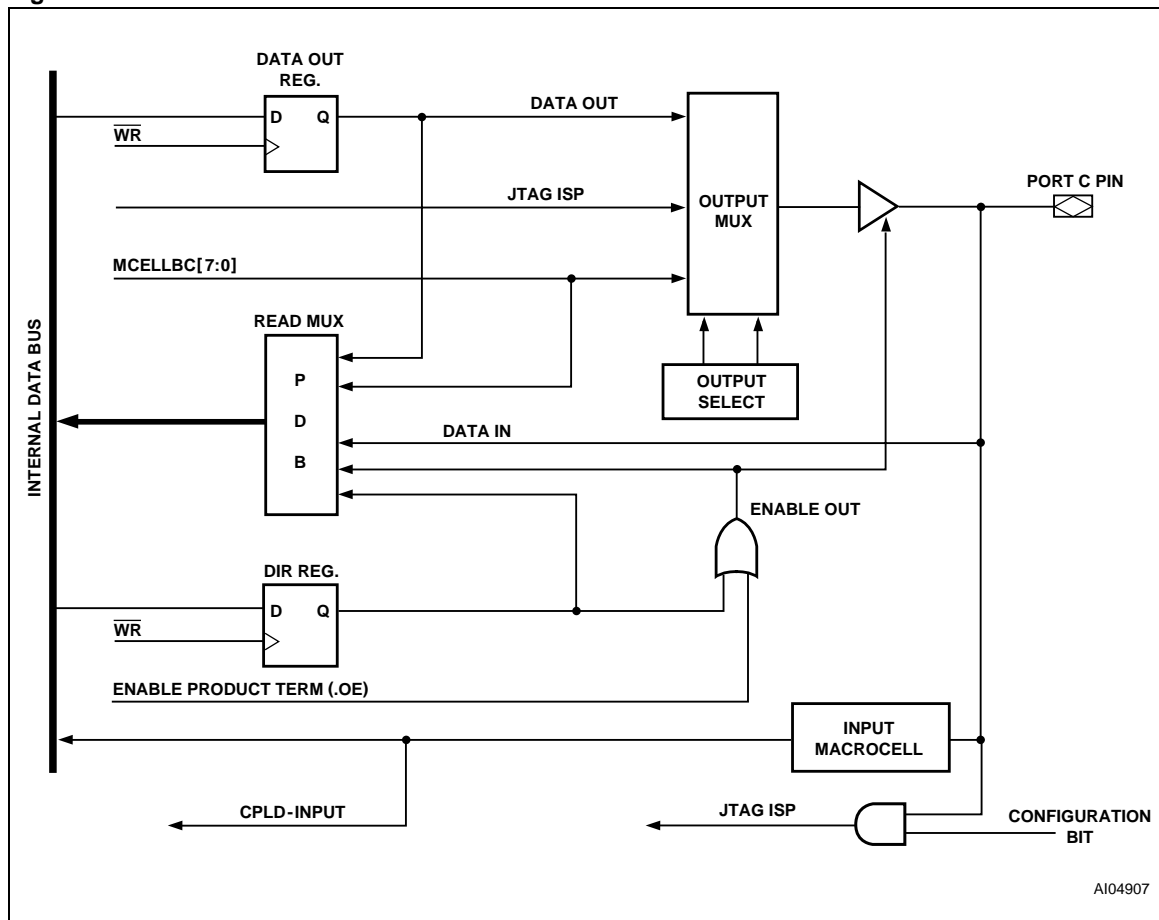 DATA OUT
REG.
D Q
WR
DATA OUT
JTAG ISP
OUTPUT
MUX
PORT C PIN
MCELLBC[7:0]
READ MUX
P
D
B
OUTPUT
SELECT
INTERNAL DATA BUS
DATA IN
ENABLE OUT
DIR REG.
D Q
WR
ENABLE PRODUCT TERM (.OE)
INPUT
MACROCELL
CPLD-INPUT
JTAG ISP
CONFIGURATION
BIT
AI04907